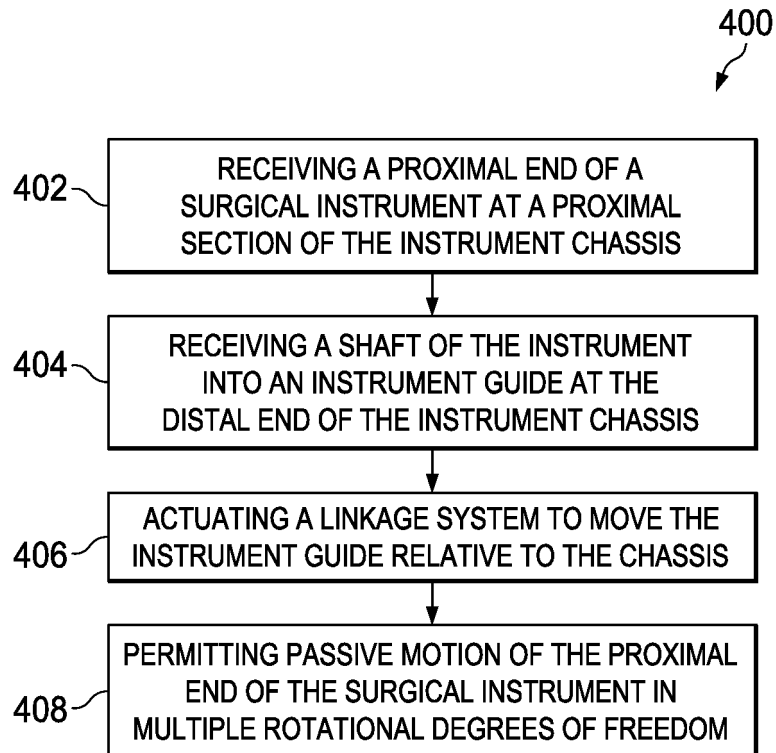 400
402
RECEIVING A PROXIMAL END OF A
SURGICAL INSTRUMENT AT A PROXIMAL
SECTION OF THE INSTRUMENT CHASSIS
404
RECEIVING A SHAFT OF THE INSTRUMENT
INTO AN INSTRUMENT GUIDE AT THE
DISTAL END OF THE INSTRUMENT CHASSIS
406
ACTUATING A LINKAGE SYSTEM TO MOVE THE
INSTRUMENT GUIDE RELATIVE TO THE CHASSIS
408
PERMITTING PASSIVE MOTION OF THE PROXIMAL
END OF THE SURGICAL INSTRUMENT IN
MULTIPLE ROTATIONAL DEGREES OF FREEDOM